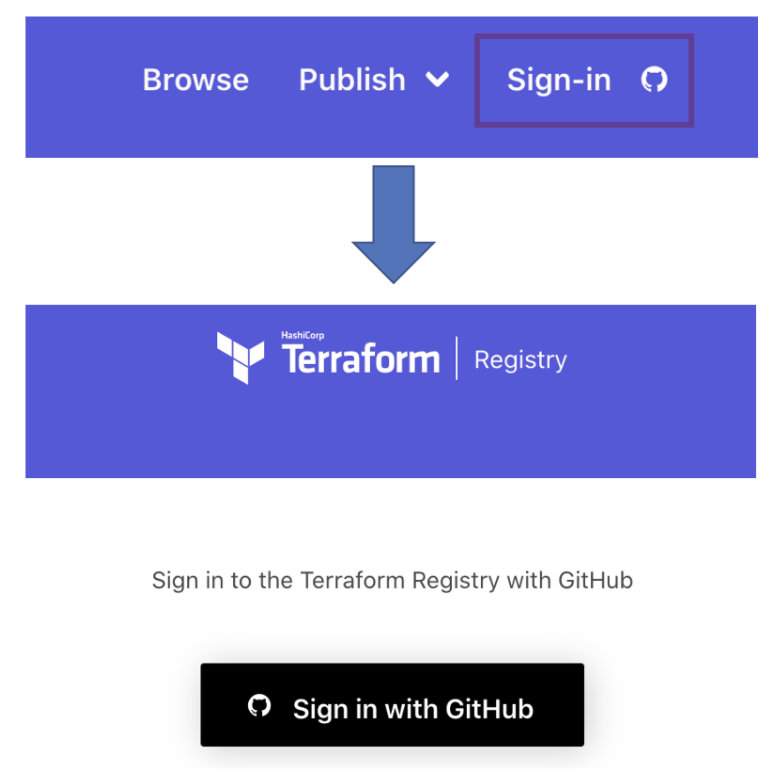 Browse Publish Sign-in
HashiCorp
Terraform Registry
Sign in to the Terraform Registry with GitHub
Sign in with GitHub